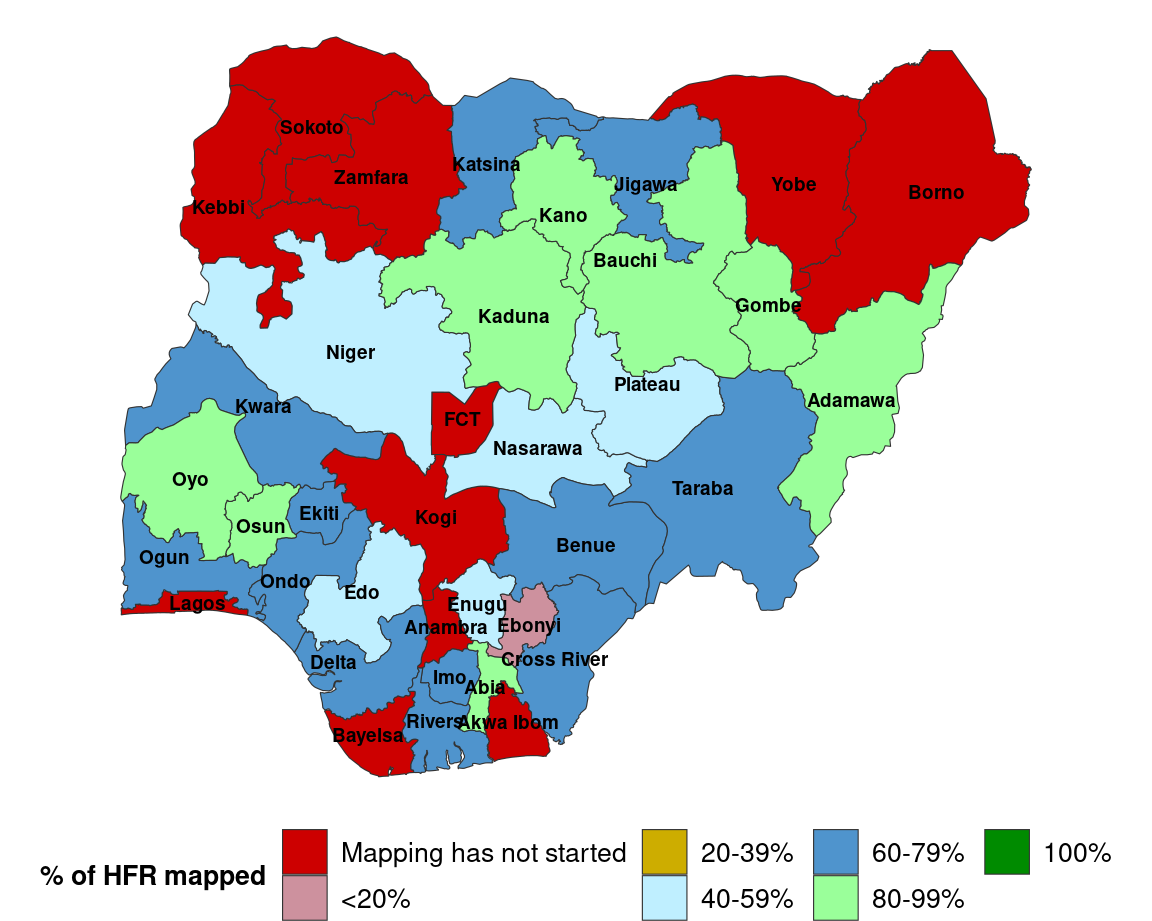 Sokoto
Katsina
Zamfara
Jigawa
Yobe
Borno
Kebbi
Kano
Bauchi
Gombe
Kaduna
Niger
Plateau
Adamawa
Kwara
FCT
Nasarawa
Oyo
Taraba
Ekiti
Kogi
Osun
Benue
Ogun
Ondo
Edo
Lagos
Enugu
Anambra
Ebonyi
Delta
Cross River
Imo
Abia
Rivers
Akwa Ibom
Bayelsa
% of HFR mapped
Mapping has not started
<20%
20-39%
40-59%
60-79%
80-99%
100%